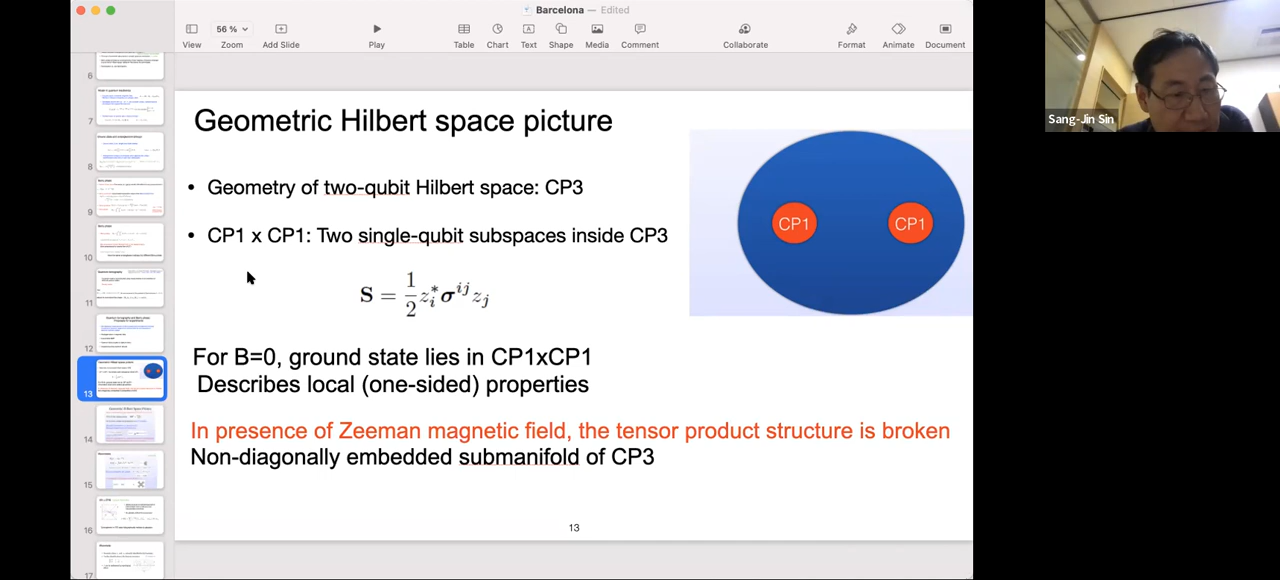 Barcelona — Edited
56 %
View
Zoom
Add Slide
Play
Table
Chart
Text
Shape
Media
Comment
Collaborate
Format
Animate
Document
6
7
8
9
10
11
12
13
14
15
16
17
Geometric Hilbert space picture
• Geometry of two-qubit Hilbert space: CP3
• CP1 x CP1: Two single-qubit subspaces inside CP3
CP1
CP1
S = 1/2 z_i^* σ^{ij} z_j
For B=0, ground state lies in CP1xCP1
Describes local (one-sided) properties
In presence of Zeeman magnetic field, the tensor product structure is broken
Non-diagonally embedded submanifold of CP3
13
Sang-Jin Sin